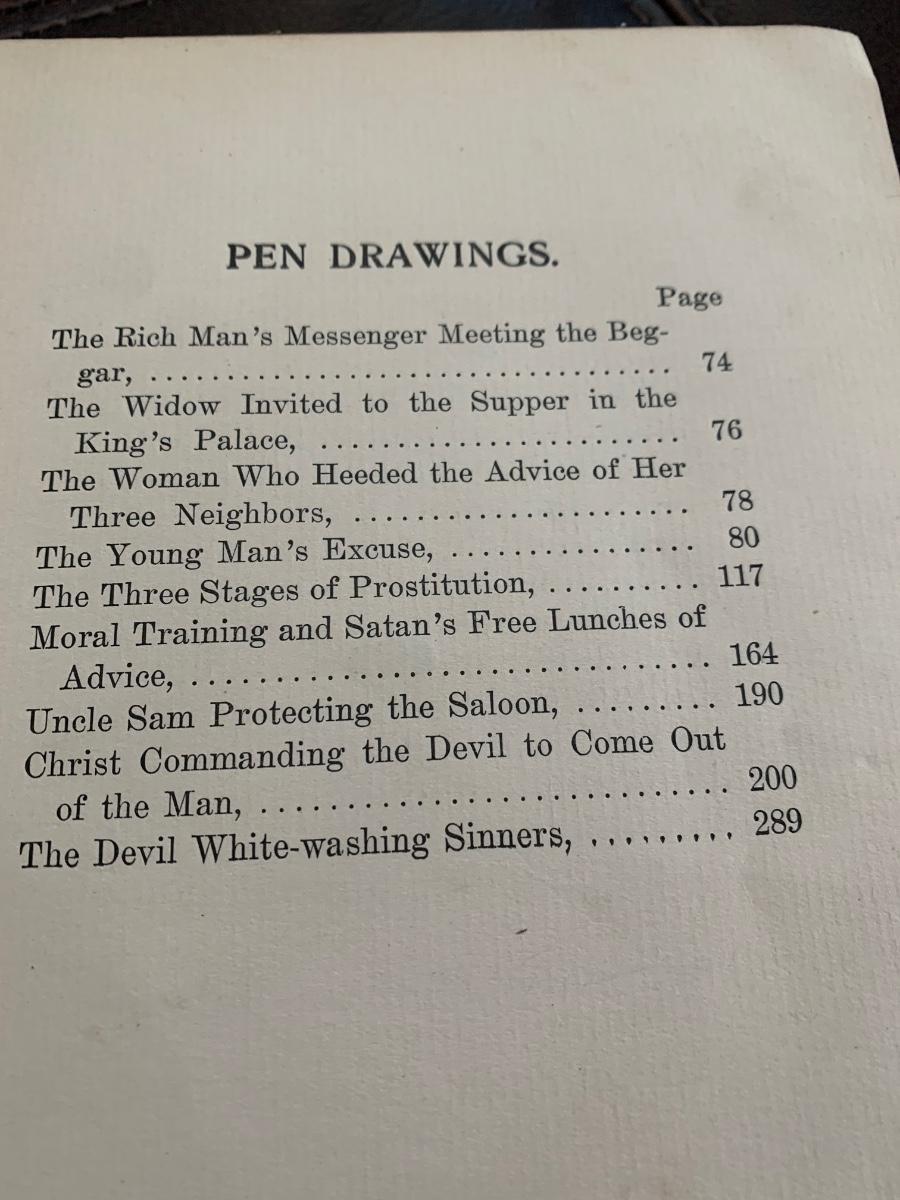 PEN DRAWINGS.
Page
The Rich Man's Messenger Meeting the Beg-
gar, .................................. 74
The Widow Invited to the Supper in the
King's Palace, ........................ 76
The Woman Who Heeded the Advice of Her
Three Neighbors, ...................... 78
The Young Man's Excuse, ................ 80
The Three Stages of Prostitution, .......... 117
Moral Training and Satan's Free Lunches of
Advice, ................................ 164
Uncle Sam Protecting the Saloon, ......... 190
Christ Commanding the Devil to Come Out
of the Man, ............................ 200
The Devil White-washing Sinners, ......... 289